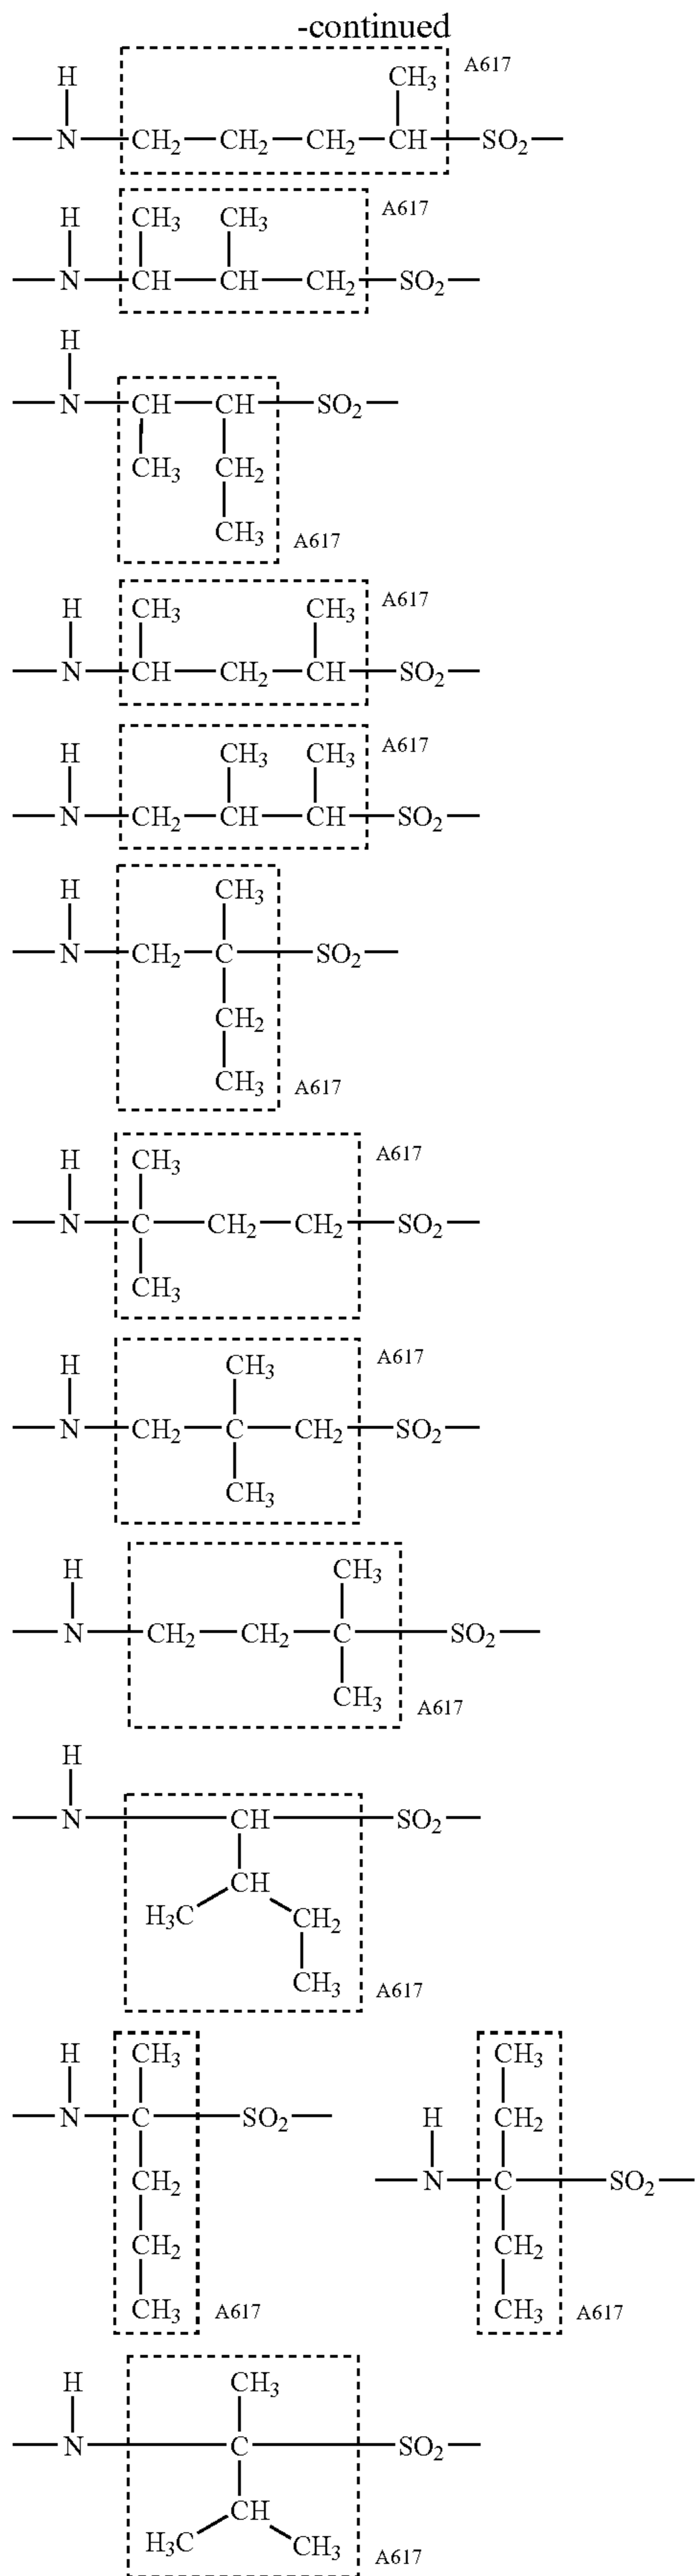 -continued
H CH3 A617
N CH2 CH2 CH2 CH SO2
H CH3 CH3 A617
N CH CH CH2 SO2
H
N CH CH SO2
CH3 CH2
CH3 A617
H CH3 CH3 A617
N CH CH2 CH SO2
H CH3 CH3 A617
N CH2 CH CH SO2
H CH3
N CH2 C SO2
CH2
CH3 A617
H CH3 A617
N C CH2 CH2 SO2
CH3
H CH3 A617
N CH2 C CH2 SO2
CH3
H CH3
N CH2 CH2 C SO2
CH3 A617
H
N CH SO2
CH
H3C CH2
CH3 A617
H CH3 CH3
N C SO2 H CH2
CH2 N C SO2
CH2 CH2
CH3 A617 CH3 A617
H CH3
N C SO2
CH
H3C CH3 A617